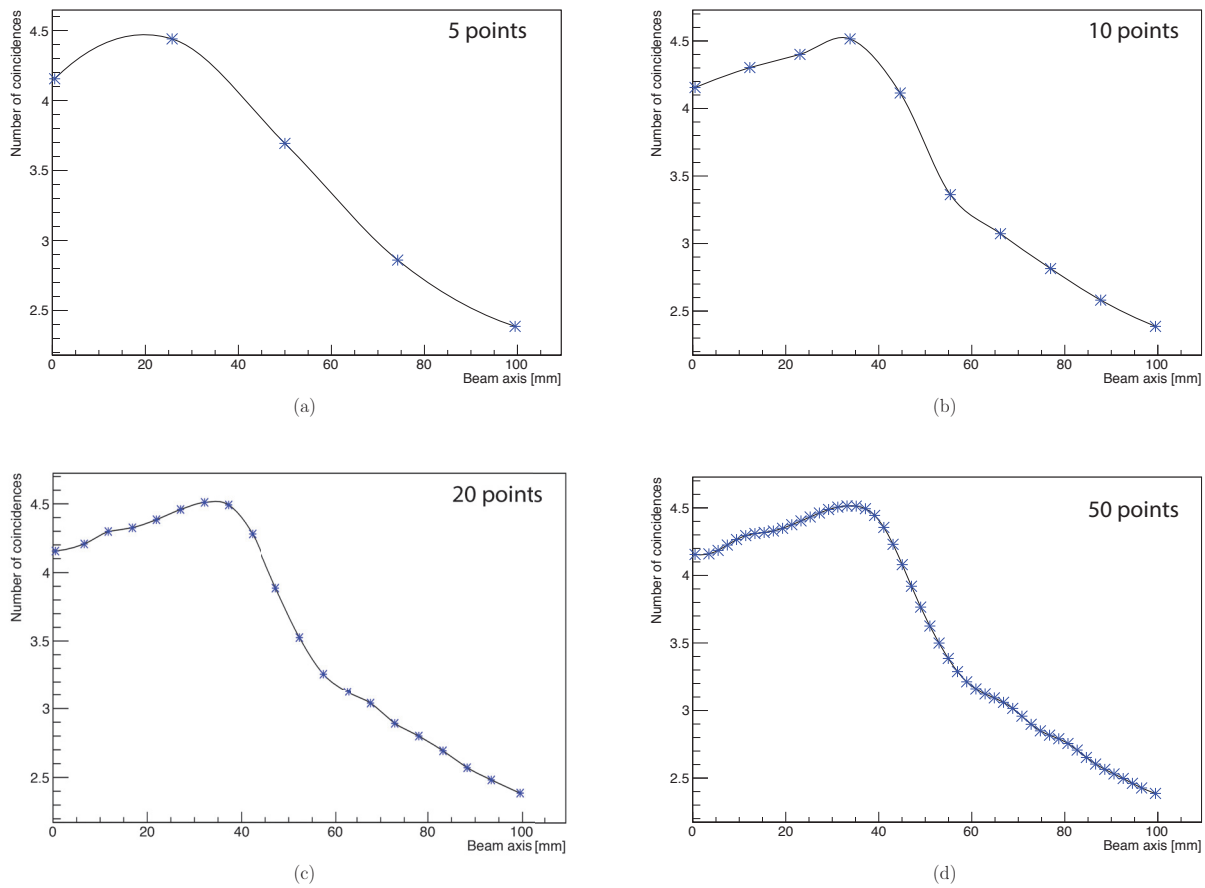 5 points
Number of coincidences
4.5
4
3.5
3
2.5
0 20 40 60 80 100
Beam axis [mm]
(a)
10 points
Number of coincidences
4.5
4
3.5
3
2.5
0 20 40 60 80 100
Beam axis [mm]
(b)
20 points
Number of coincidences
4.5
4
3.5
3
2.5
0 20 40 60 80 100
Beam axis [mm]
(c)
50 points
Number of coincidences
4.5
4
3.5
3
2.5
0 20 40 60 80 100
Beam axis [mm]
(d)